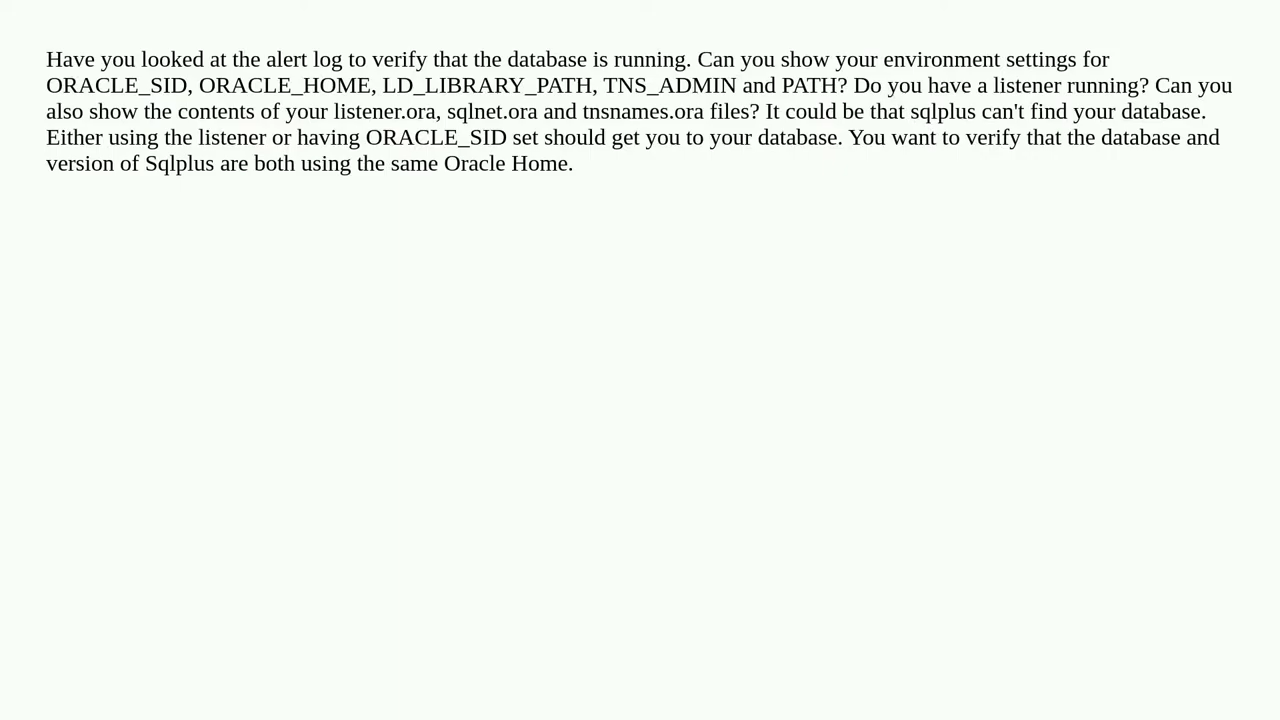 Have you looked at the alert log to verify that the database is running. Can you show your environment settings for
ORACLE_SID, ORACLE_HOME, LD_LIBRARY_PATH, TNS_ADMIN and PATH? Do you have a listener running? Can you
also show the contents of your listener.ora, sqlnet.ora and tnsnames.ora files? It could be that sqlplus can't find your database.
Either using the listener or having ORACLE_SID set should get you to your database. You want to verify that the database and
version of Sqlplus are both using the same Oracle Home.